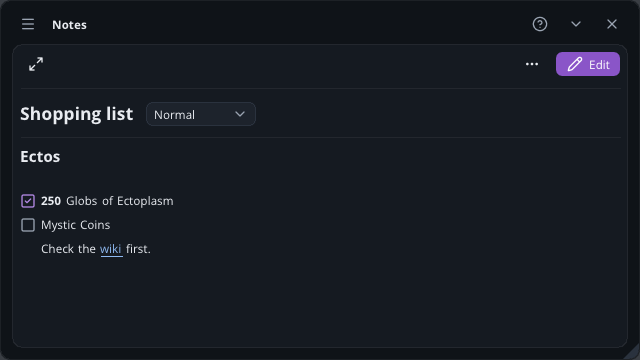 Notes
Edit
Shopping list
Normal
Ectos
250 Globs of Ectoplasm
Mystic Coins
Check the wiki first.